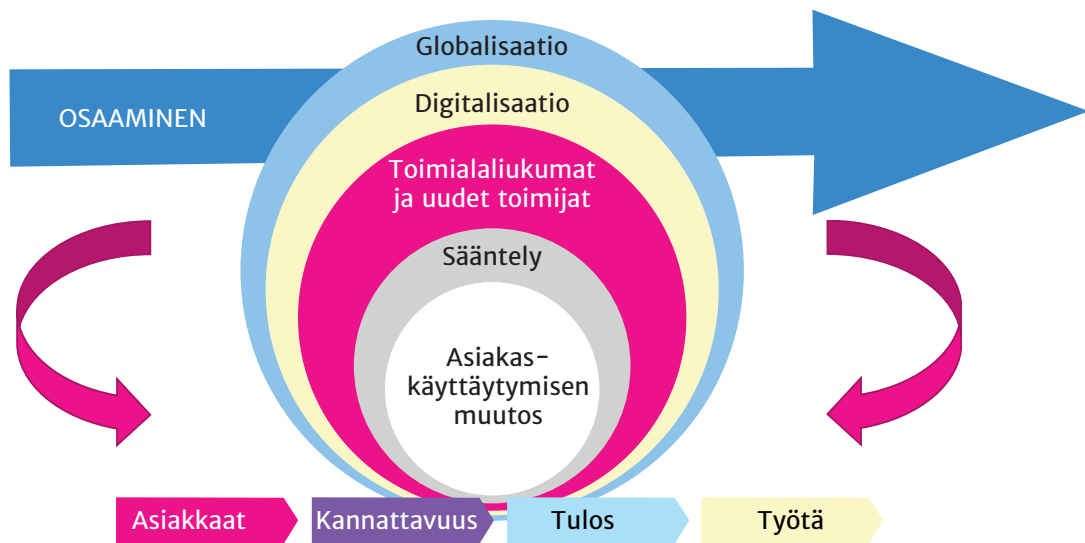 Globalisaatio
Digitalisaatio
OSAAMINEN
Toimialaliukumat
ja uudet toimijat
Sääntely
Asiakas-
käyttäytymisen
muutos
Asiakkaat
Kannattavuus
Tulos
Työtä